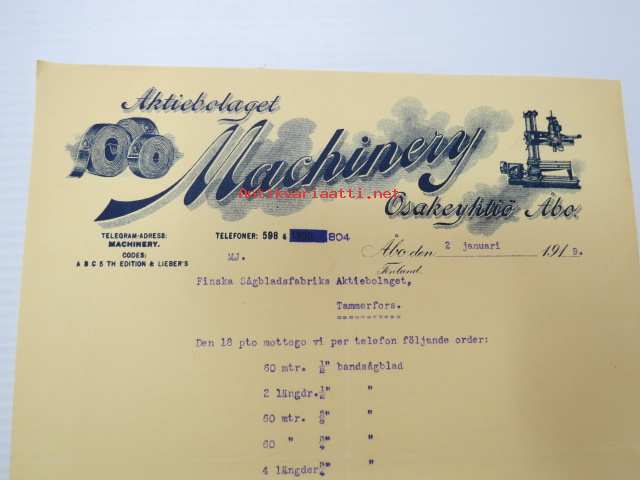 Aktiebolaget
Machinery
Osakeyhtiö Åbo.
Antikvariaatti.net
TELEGRAM-ADRESS:
MACHINERY.
CODES:
A B C 5 TH EDITION & LIEBER'S
TELEFONER: 598 & 804
Åbo den 2 januari 1919.
Finland.
MJ.
Finska Sågbladsfabriks Aktiebolaget,
Tammerfors.
Den 18 pto mottogo vi per telefon följande order:
60 mtr. 1/2" bandsågblad
2 längdr. 1/2" "
60 mtr. 5/8" "
60 " 3/4" "
4 längder 3/4" "